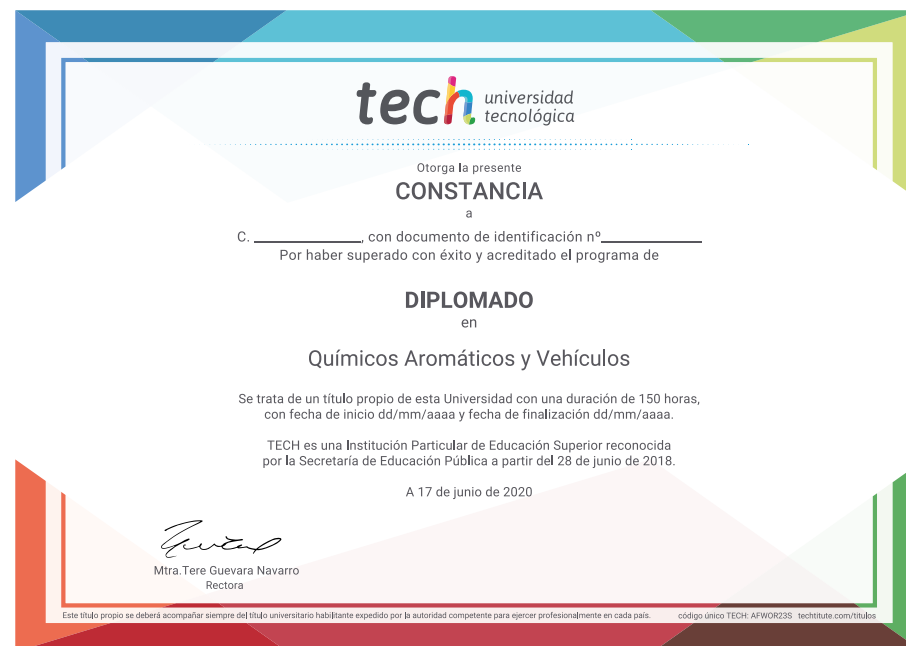 tech universidad
tecnológica
Otorga la presente
CONSTANCIA
a
C. ____________, con documento de identificación nº____________
Por haber superado con éxito y acreditado el programa de
DIPLOMADO
en
Químicos Aromáticos y Vehículos
Se trata de un título propio de esta Universidad con una duración de 150 horas,
con fecha de inicio dd/mm/aaaa y fecha de finalización dd/mm/aaaa.
TECH es una Institución Particular de Educación Superior reconocida
por la Secretaría de Educación Pública a partir del 28 de junio de 2018.
A 17 de junio de 2020
Mtra.Tere Guevara Navarro
Rectora
Este título propio se deberá acompañar siempre del título universitario habilitante expedido por la autoridad competente para ejercer profesionalmente en cada país. código único TECH: AFWOR23S techtitute.com/titulos